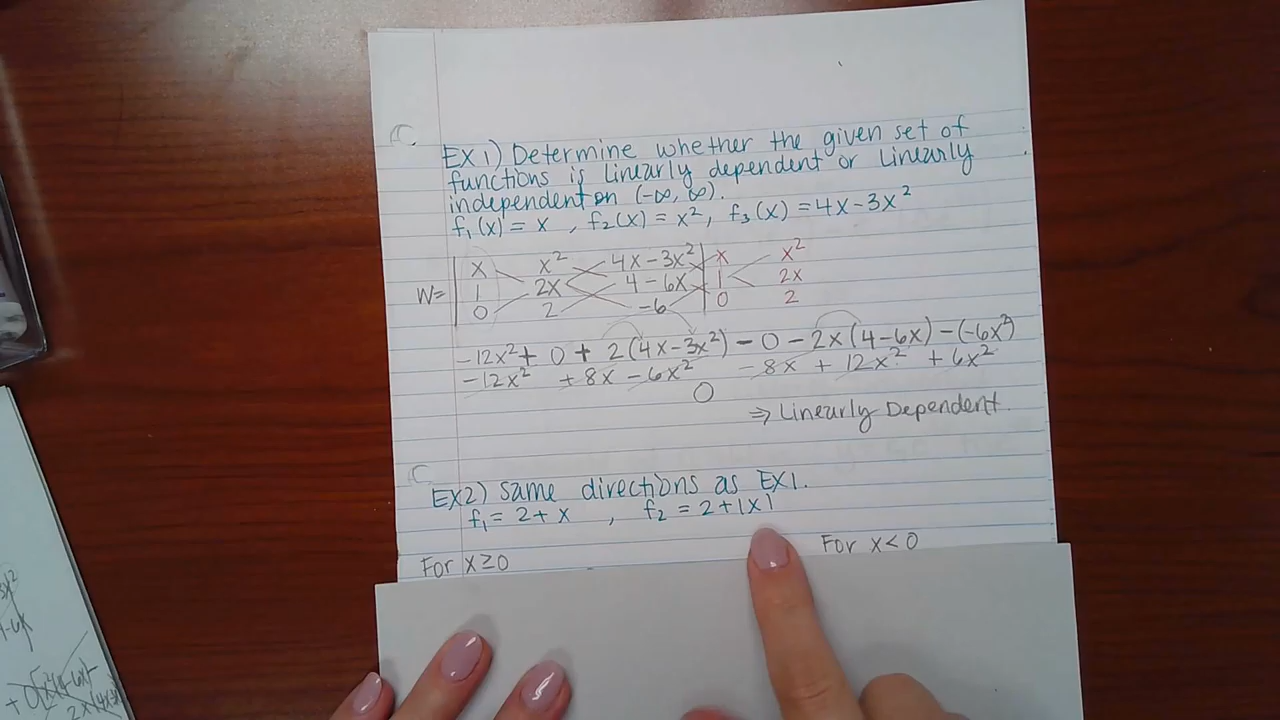 C.
EX 1) Determine whether the given set of
functions is linearly dependent or linearly
independent on (-∞, ∞).
f₁(x) = x , f₂(x) = x², f₃(x) = 4x-3x²
W= | x x² 4x-3x² | x x²
1 2x 4-6x 1 2x
0 2 -6 0 2
-12x² + 0 + 2(4x-3x²) - 0 - 2x(4-6x) - (-6x²)
-12x² + 8x - 6x² - 8x + 12x² + 6x²
0
⇒ Linearly Dependent.
C
EX2) Same directions as EX1.
f₁ = 2+x , f₂ = 2+|x|
For x≥0 For x<0
3x²